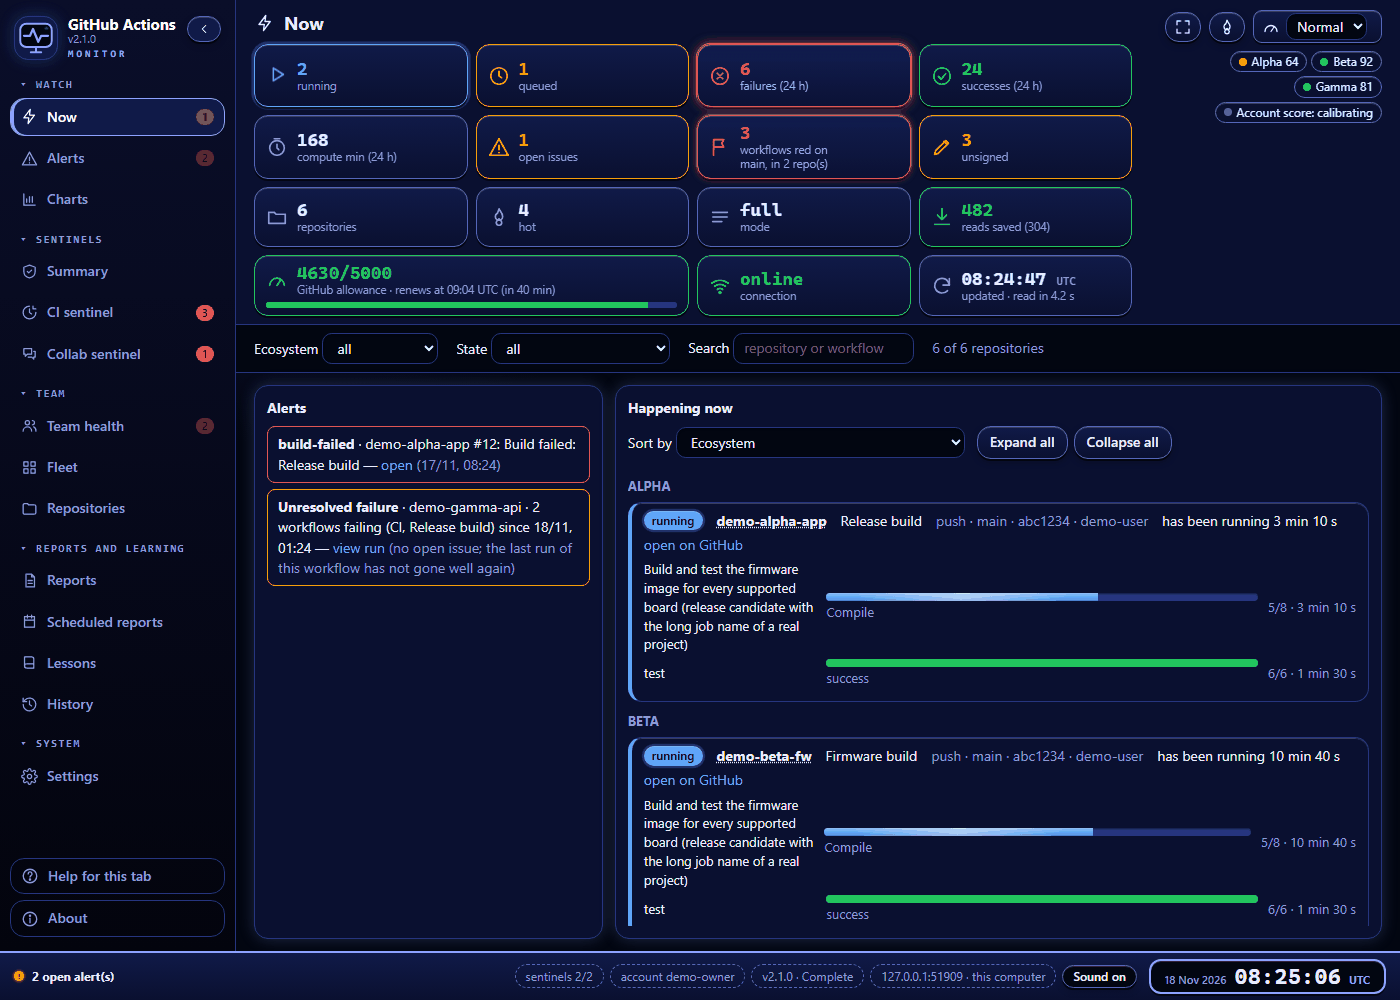 GitHub Actions
v2.1.0
MONITOR
WATCH
Now 1
Alerts 2
Charts
SENTINELS
Summary
CI sentinel 3
Collab sentinel 1
TEAM
Team health 2
Fleet
Repositories
REPORTS AND LEARNING
Reports
Scheduled reports
Lessons
History
SYSTEM
Settings
Help for this tab
About
Now
Normal
Alpha 64
Beta 92
Gamma 81
Account score: calibrating
2
running
1
queued
6
failures (24 h)
24
successes (24 h)
168
compute min (24 h)
1
open issues
3
workflows red on
main, in 2 repo(s)
3
unsigned
6
repositories
4
hot
full
mode
482
reads saved (304)
4630/5000
GitHub allowance · renews at 09:04 UTC (in 40 min)
online
connection
08:24:47 UTC
updated · read in 4.2 s
Ecosystem all State all Search repository or workflow 6 of 6 repositories
Alerts
build-failed · demo-alpha-app #12: Build failed:
Release build — open (17/11, 08:24)
Unresolved failure · demo-gamma-api · 2
workflows failing (CI, Release build) since 18/11,
01:24 — view run (no open issue; the last run of
this workflow has not gone well again)
Happening now
Sort by Ecosystem Expand all Collapse all
ALPHA
running demo-alpha-app Release build push · main · abc1234 · demo-user has been running 3 min 10 s
open on GitHub
Build and test the firmware
image for every supported
board (release candidate with
the long job name of a real
project)
Compile
5/8 · 3 min 10 s
test
success
6/6 · 1 min 30 s
BETA
running demo-beta-fw Firmware build push · main · abc1234 · demo-user has been running 10 min 40 s
open on GitHub
Build and test the firmware
image for every supported
board (release candidate with
the long job name of a real
project)
Compile
5/8 · 10 min 40 s
test
success
6/6 · 1 min 30 s
2 open alert(s)
sentinels 2/2
account demo-owner
v2.1.0 · Complete
127.0.0.1:51909 · this computer
Sound on
18 Nov 2026 08:25:06 UTC